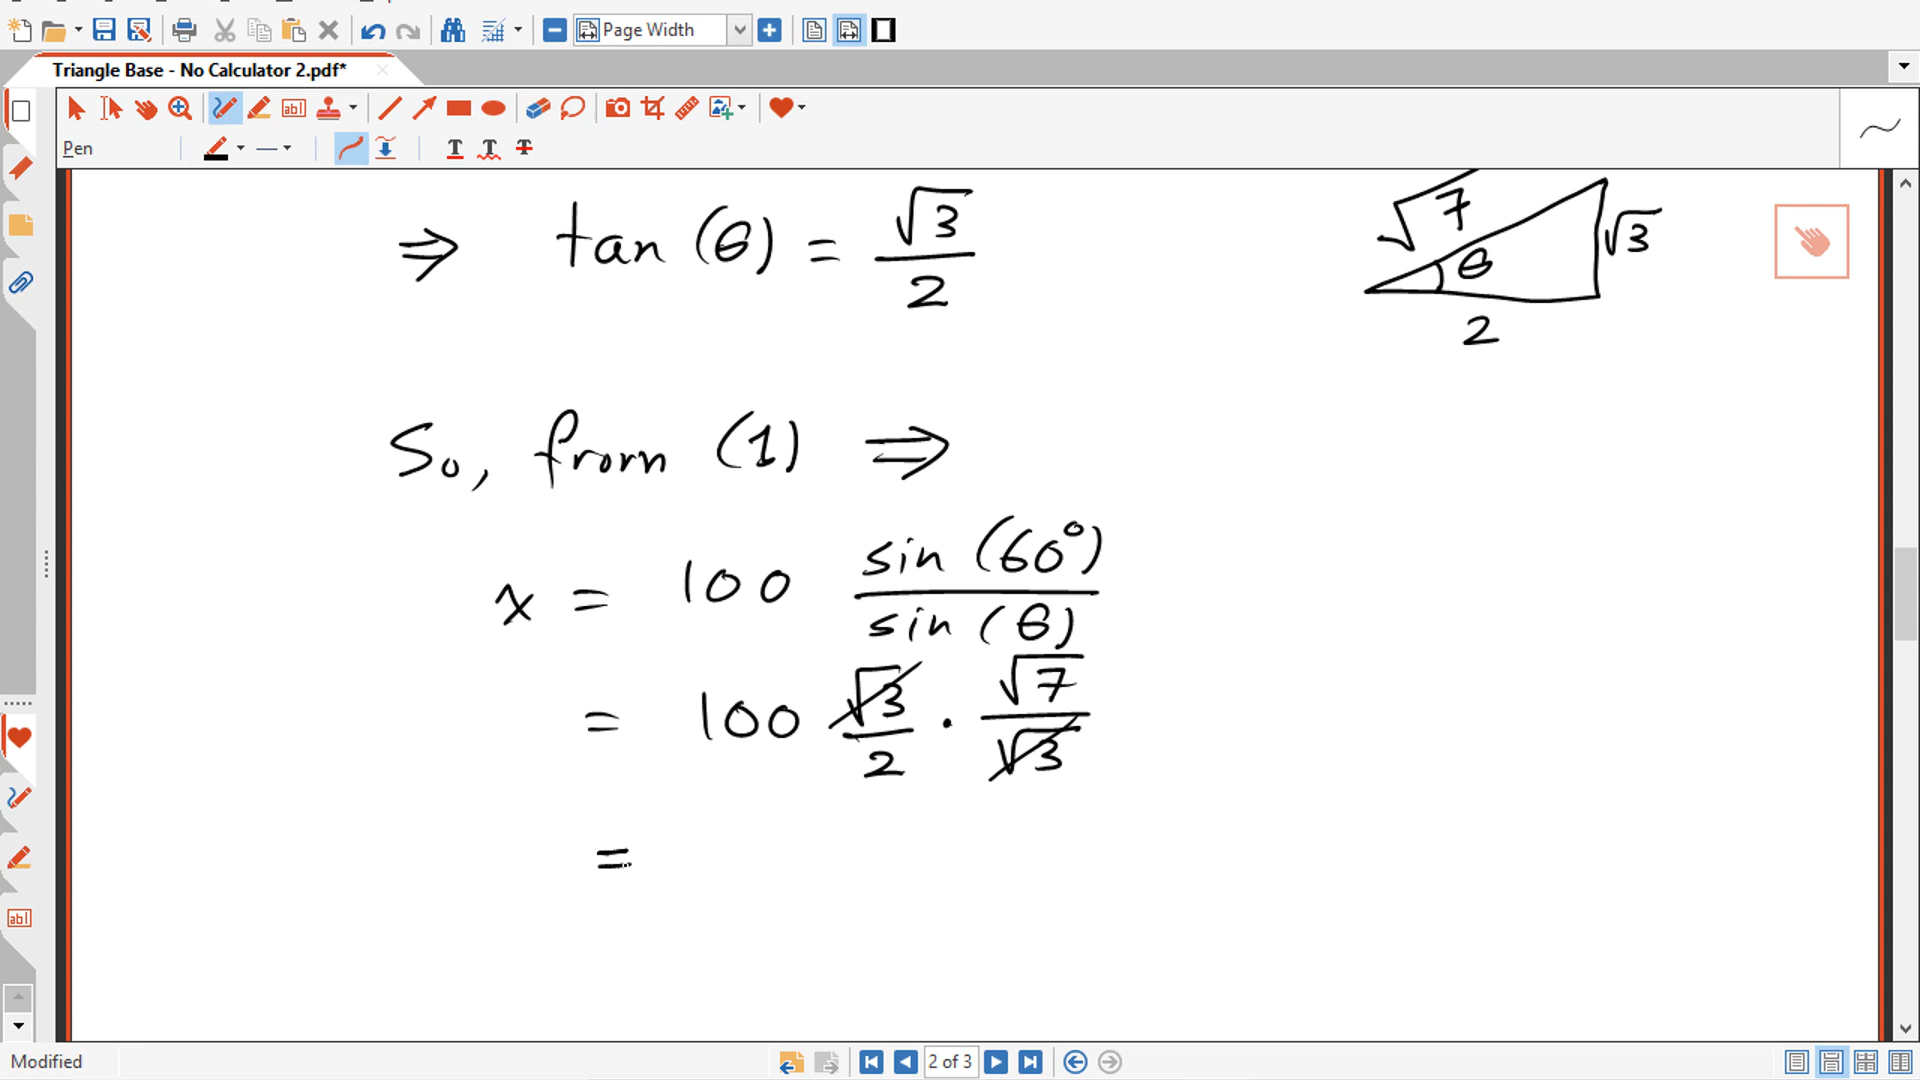 Page Width
Triangle Base - No Calculator 2.pdf*
Pen
⇒ tan (θ) = √3 / 2
√7
θ
√3
2
So, from (1) ⇒
x = 100 sin (60°) / sin (θ)
= 100 √3 / 2 · √7 / √3
=
Modified
2 of 3